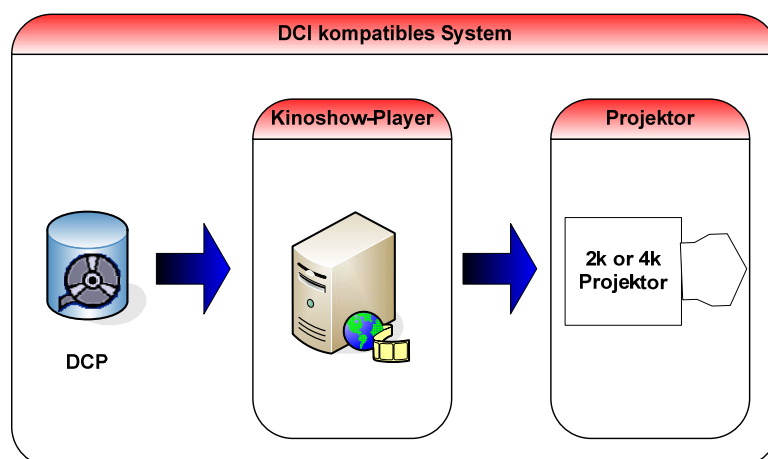 DCI kompatibles System
Kinoshow-Player
Projektor
2k or 4k
Projektor
DCP